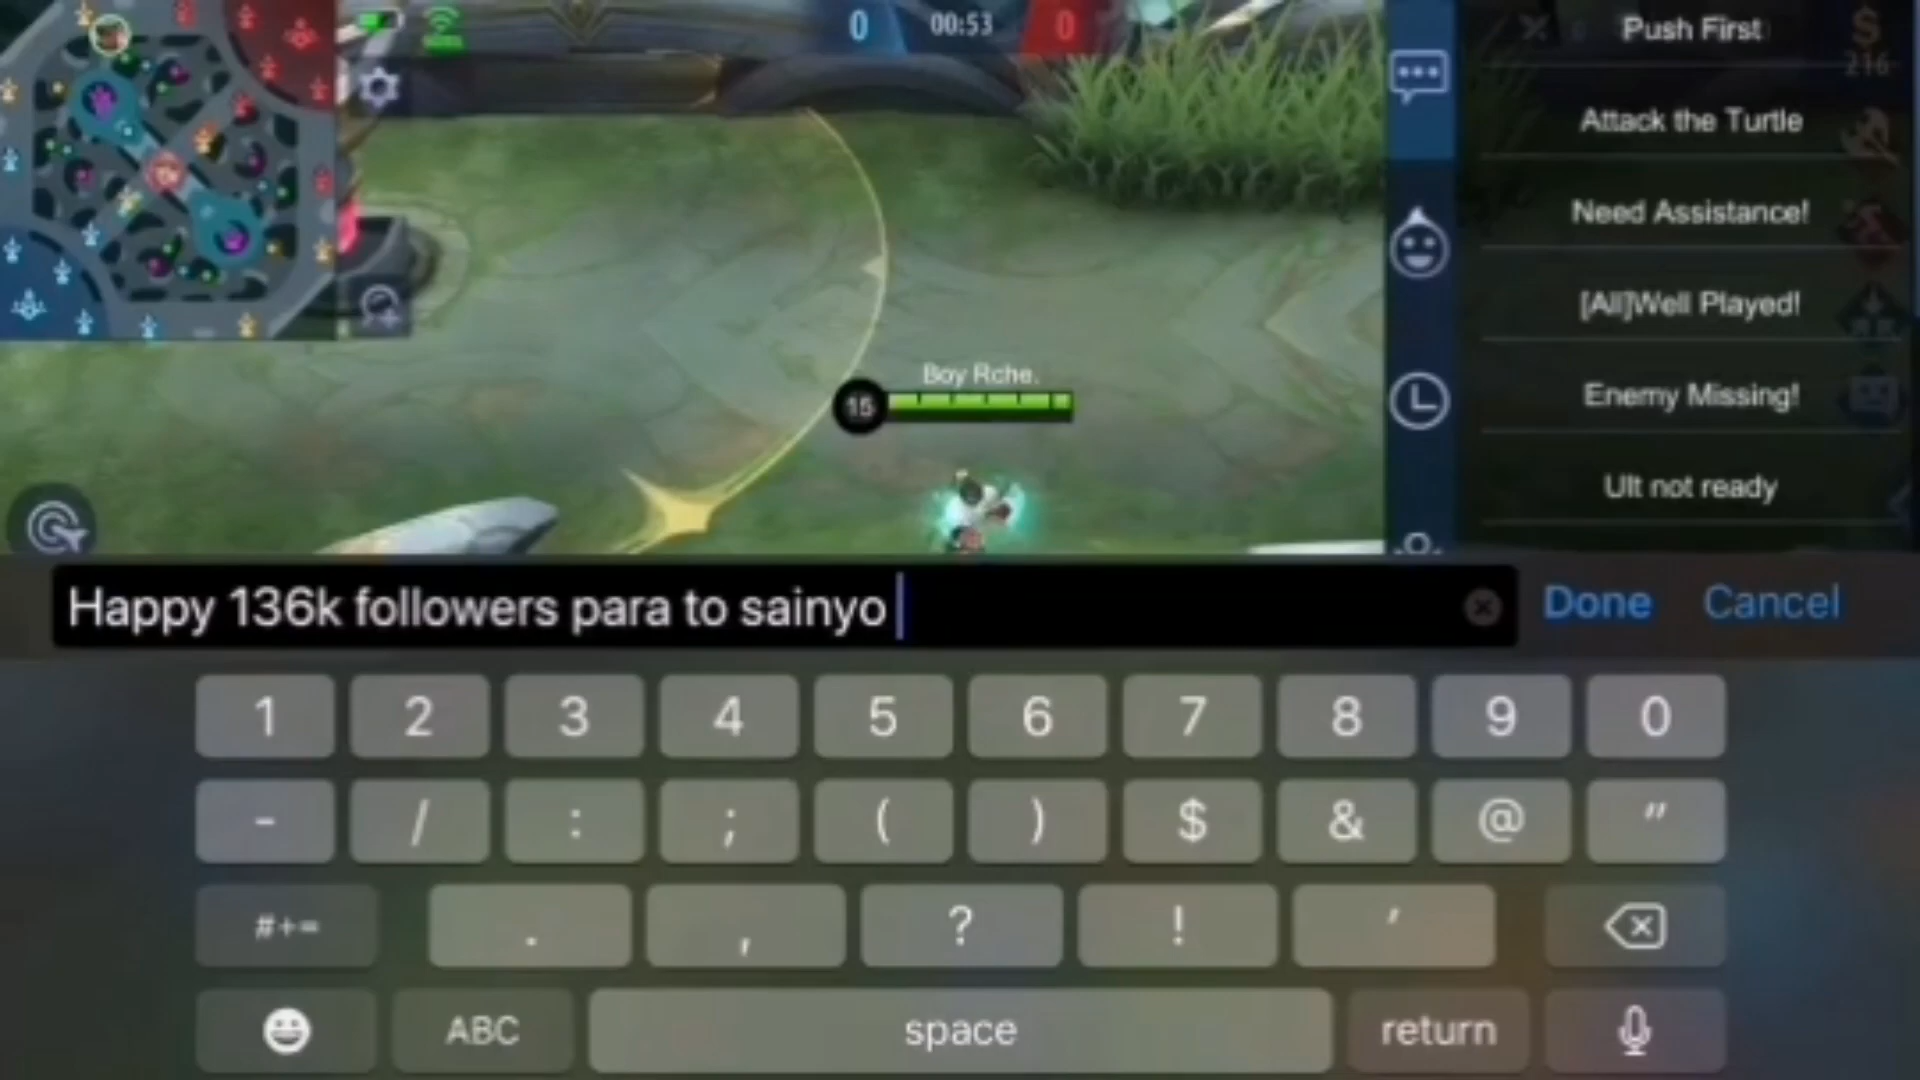 0 00:53 0
Push First
216
Attack the Turtle
Need Assistance!
[All]Well Played!
Boy Rche.
15
Enemy Missing!
Ult not ready
Happy 136k followers para to sainyo
Done Cancel
1 2 3 4 5 6 7 8 9 0
- / : ; ( ) $ & @ "
#+= . , ? ! '
ABC space return